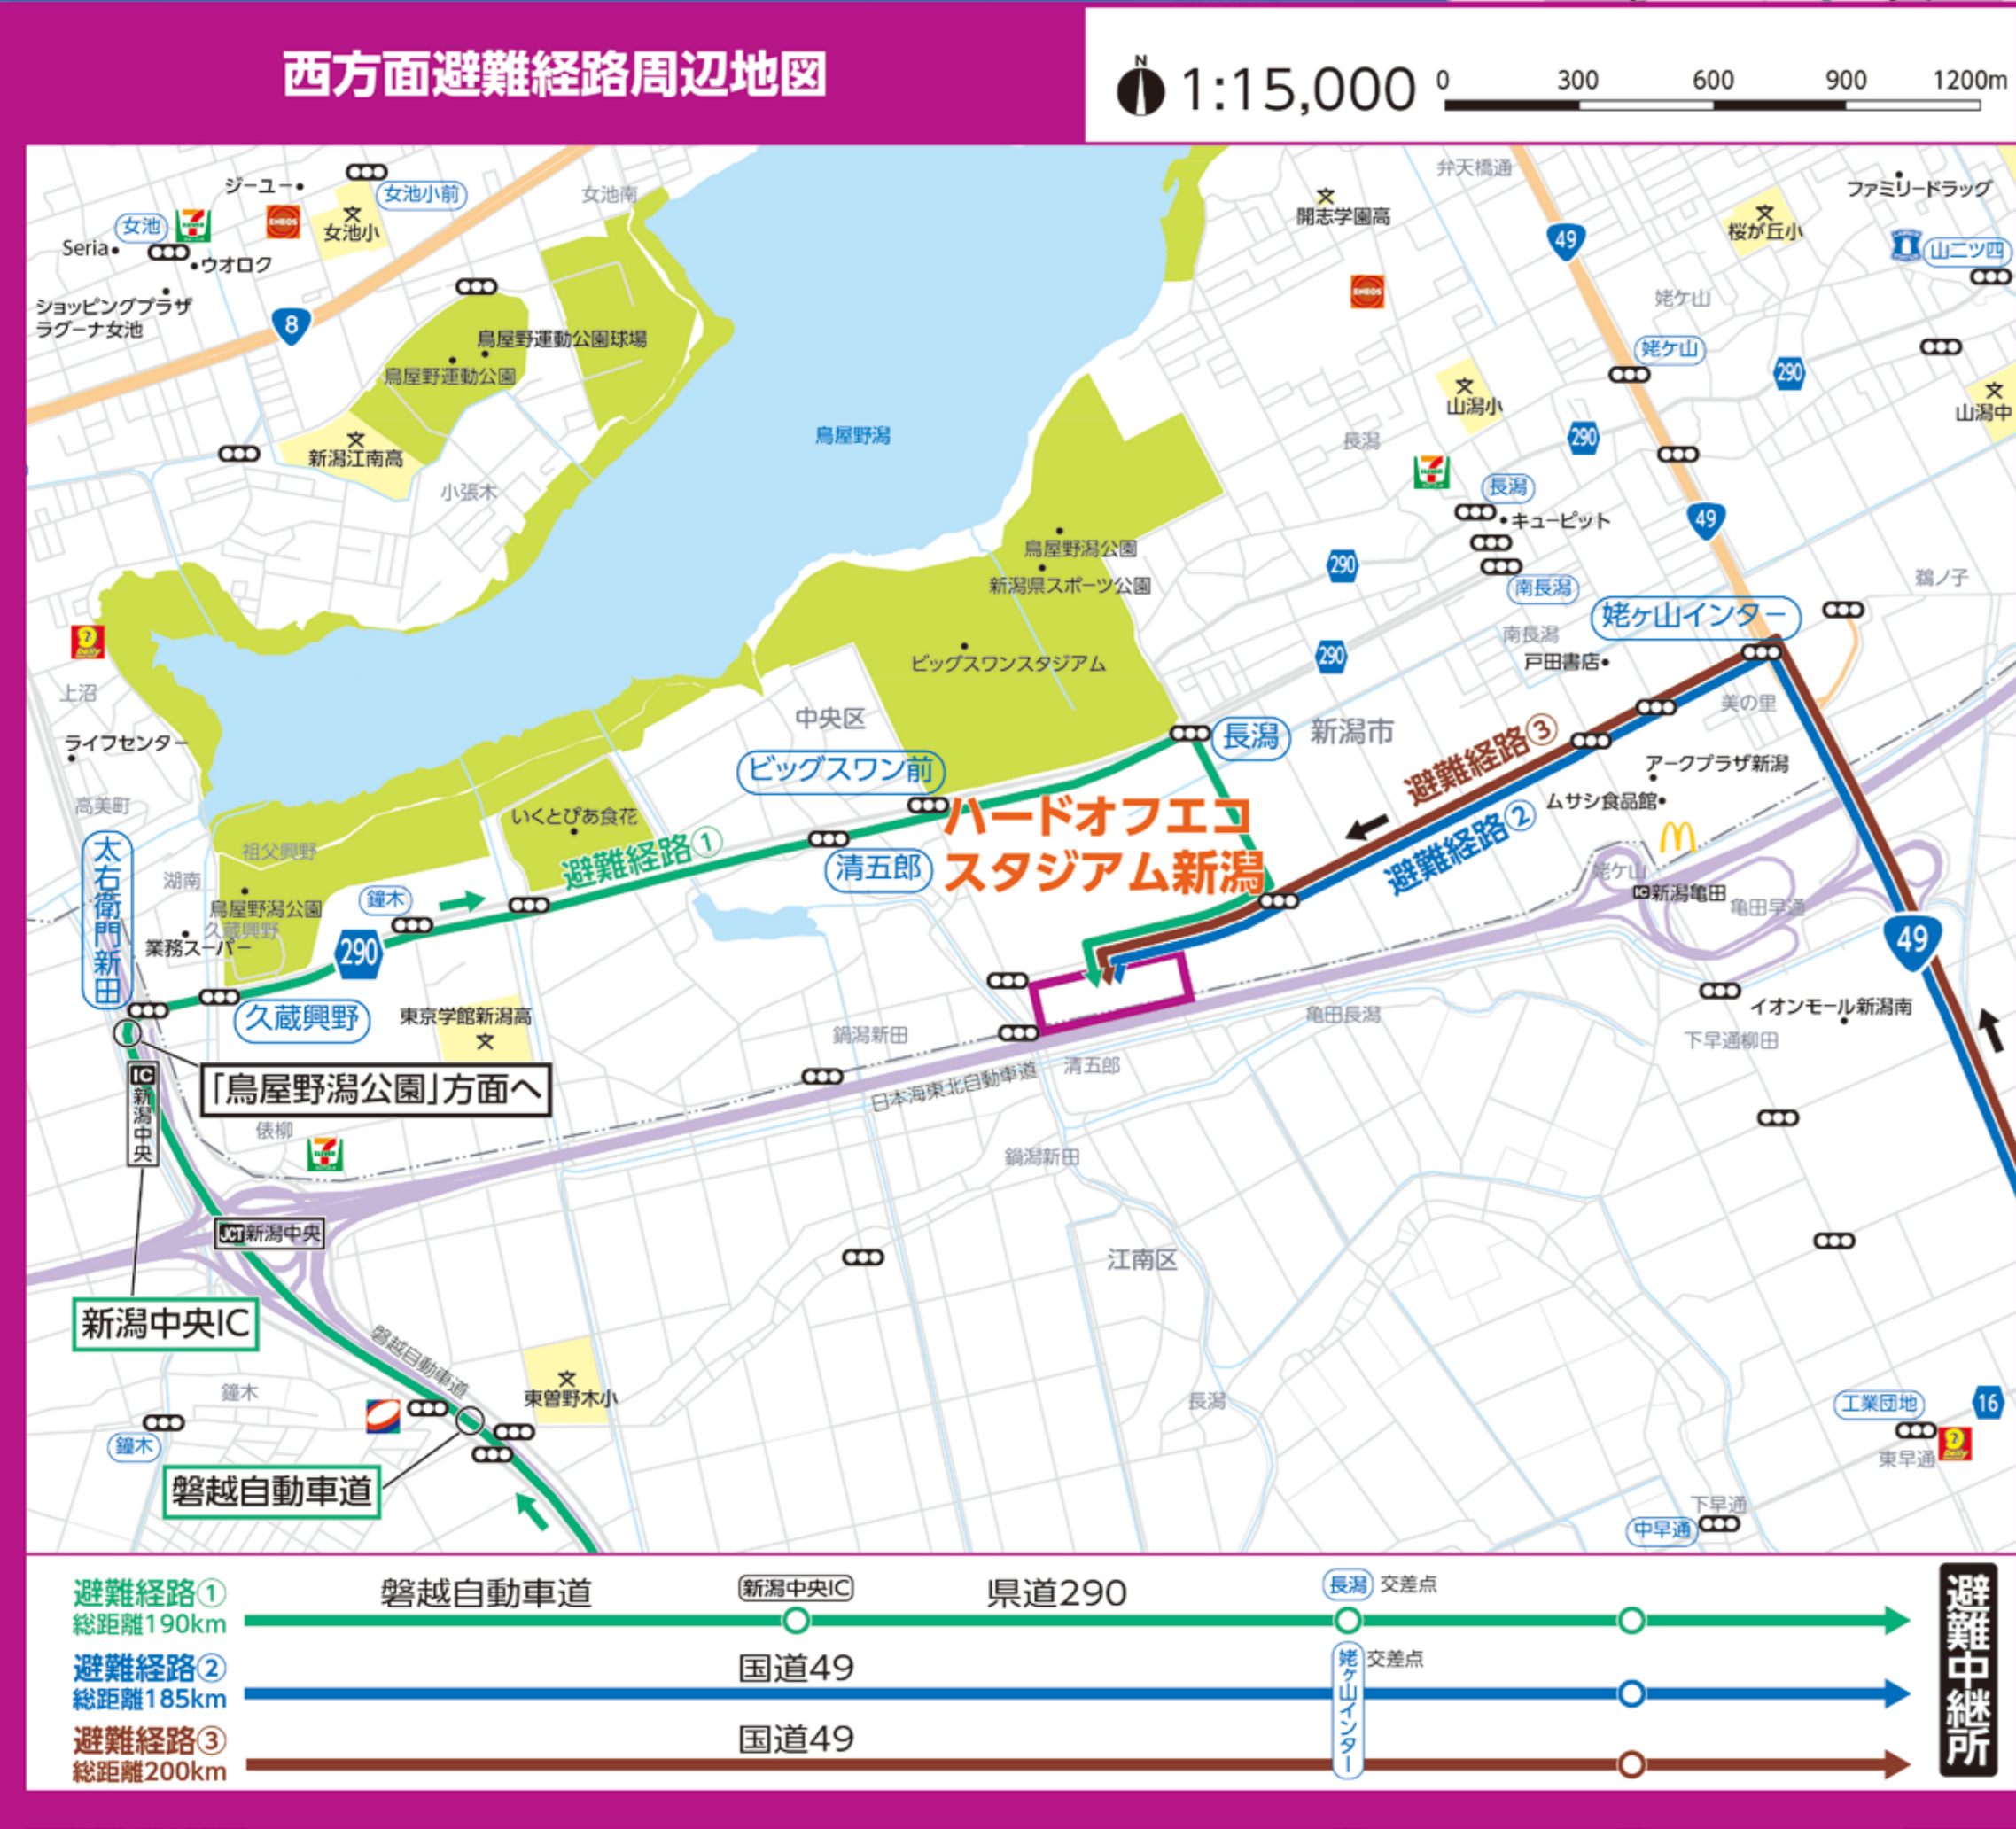 西方面避難経路周辺地図
N
1:15,000
0 300 600 900 1200m
ジーユー
女池小前
女池南
女池
ENEOS
女池小
Seria
ウオロク
ショッピングプラザ
ラグーナ女池
8
鳥屋野運動公園球場
鳥屋野運動公園
新潟江南高
小張木
鳥屋野潟
弁天橋通
開志学園高
49
ENEOS
桜が丘小
ファミリードラッグ
山二ツ四
姥ケ山
姥ケ山
290
山潟小
山潟中
長潟
290
長潟
キューピット
49
290
南長潟
鵜ノ子
鳥屋野潟公園
新潟県スポーツ公園
姥ヶ山インター
南長潟
290
戸田書店
ビッグスワンスタジアム
美の里
上沼
ライフセンター
高美町
中央区
長潟
新潟市
ビッグスワン前
避難経路③
アークプラザ新潟
ムサシ食品館
避難経路②
いくとぴあ食花
避難経路①
ハードオフエコ
スタジアム新潟
清五郎
太右衛門新田
祖父興野
湖南
鐘木
鳥屋野潟公園
久蔵興野
業務スーパー
290
姥ケ山
IC新潟亀田
亀田早通
49
久蔵興野
東京学館新潟高
鍋潟新田
亀田長潟
イオンモール新潟南
下早通柳田
「鳥屋野潟公園」方面へ
IC新潟中央
清五郎
日本海東北自動車道
俵柳
鍋潟新田
JCT新潟中央
江南区
新潟中央IC
磐越自動車道
東曽野木小
鐘木
鐘木
長潟
工業団地
16
東早通
磐越自動車道
下早通
中早通
避難経路①
総距離190km
磐越自動車道
新潟中央IC
県道290
長潟 交差点
避難経路②
総距離185km
国道49
姥ヶ山インター 交差点
避難経路③
総距離200km
国道49
避難中継所